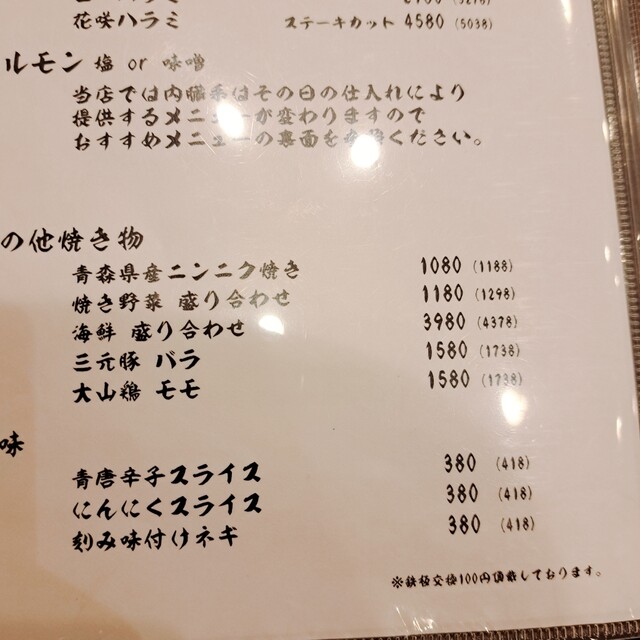 花咲ハラミ ステーキカット 4580 (5038)
ルモン 塩 or 味噌
当店では内臓系はその日の仕入れにより
提供するメニューが変わりますので
おすすめメニューの裏面を ください。
の他焼き物
青森県産ニンニク焼き 1080 (1188)
焼き野菜 盛り合わせ 1180 (1298)
海鮮 盛り合わせ 3980 (4378)
三元豚 バラ 1580 (1738)
大山鶏 モモ 1580 (1738)
味
青唐辛子スライス 380 (418)
にんにくスライス 380 (418)
刻み味付けネギ 380 (418)
※鉄板交換100円頂戴しております。